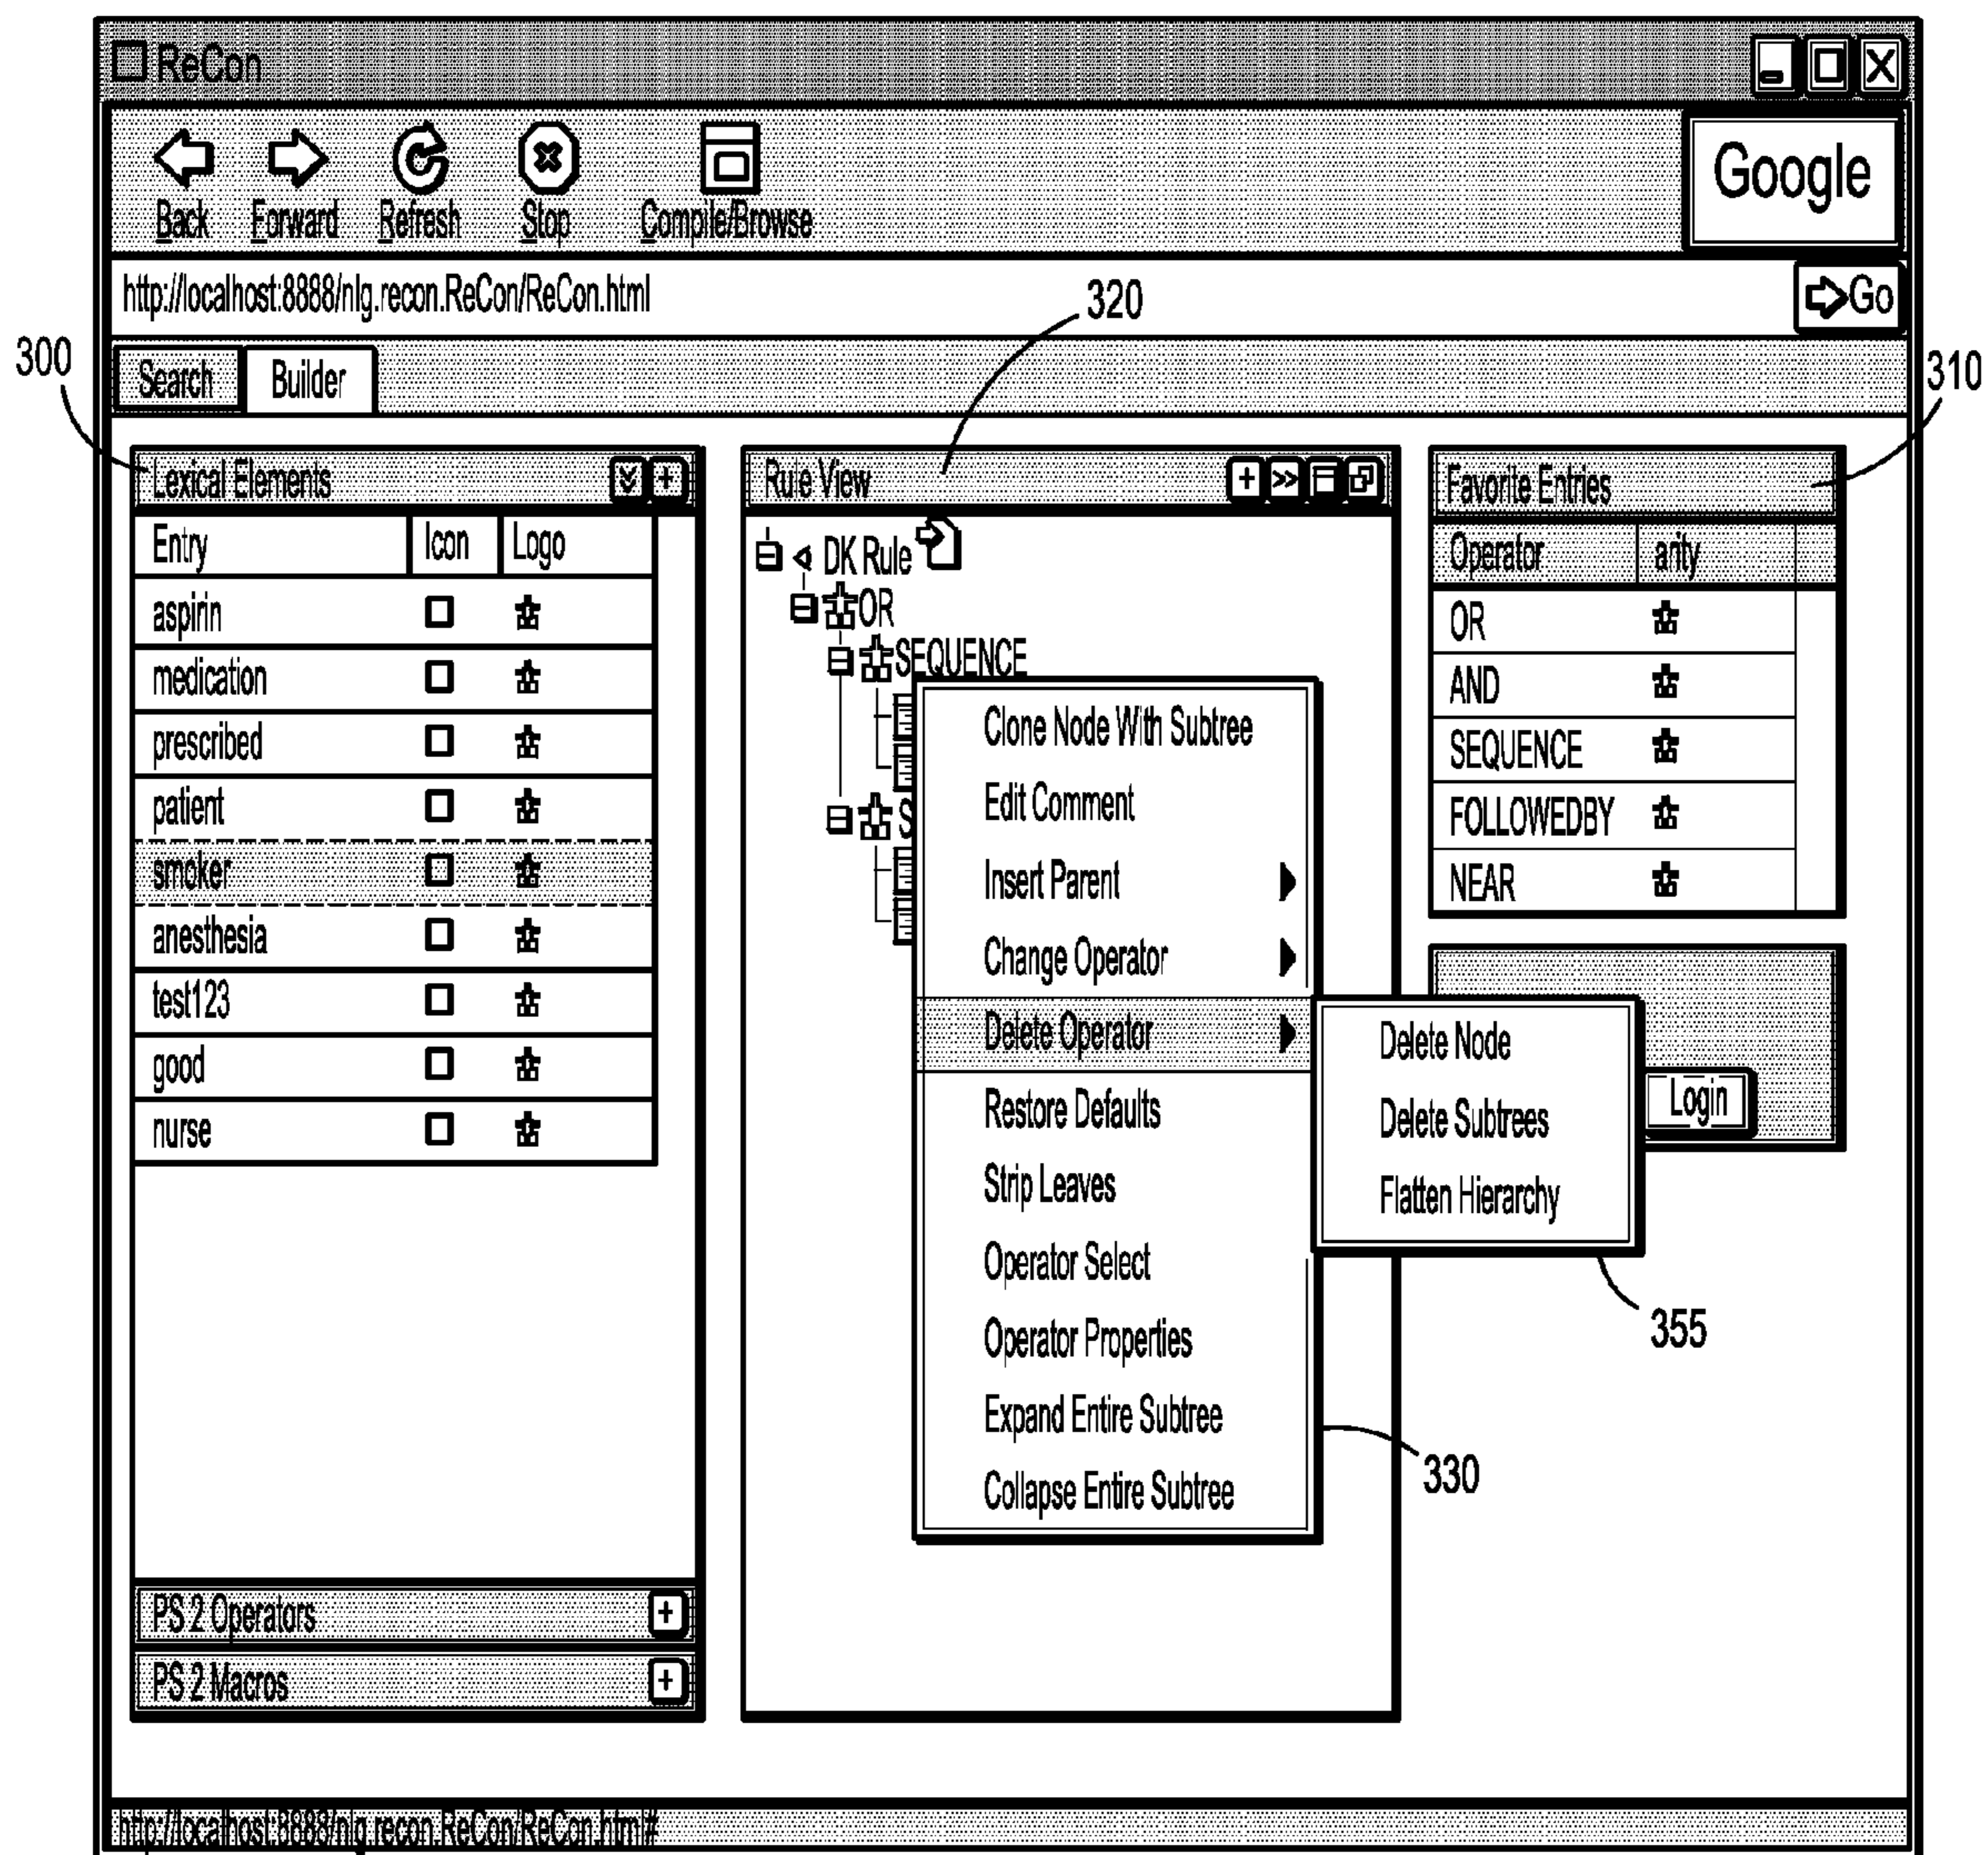 ReCon
Back Forward Refresh Stop Compile/Browse
Google
http://localhost:8888/nlg.recon.ReCon/ReCon.html
Go
320
300
310
Search Builder
Lexical Elements
Entry Icon Logo
aspirin
medication
prescribed
patient
smoker
anesthesia
test123
good
nurse
PS 2 Operators
PS 2 Macros
Rule View
DK Rule
OR
SEQUENCE
S
Clone Node With Subtree
Edit Comment
Insert Parent
Change Operator
Delete Operator
Restore Defaults
Strip Leaves
Operator Select
Operator Properties
Expand Entire Subtree
Collapse Entire Subtree
Delete Node
Delete Subtrees
Flatten Hierarchy
355
330
Favorite Entries
Operator arity
OR
AND
SEQUENCE
FOLLOWEDBY
NEAR
Login
http://localhost:8888/nlg.recon.ReCon/ReCon.html#